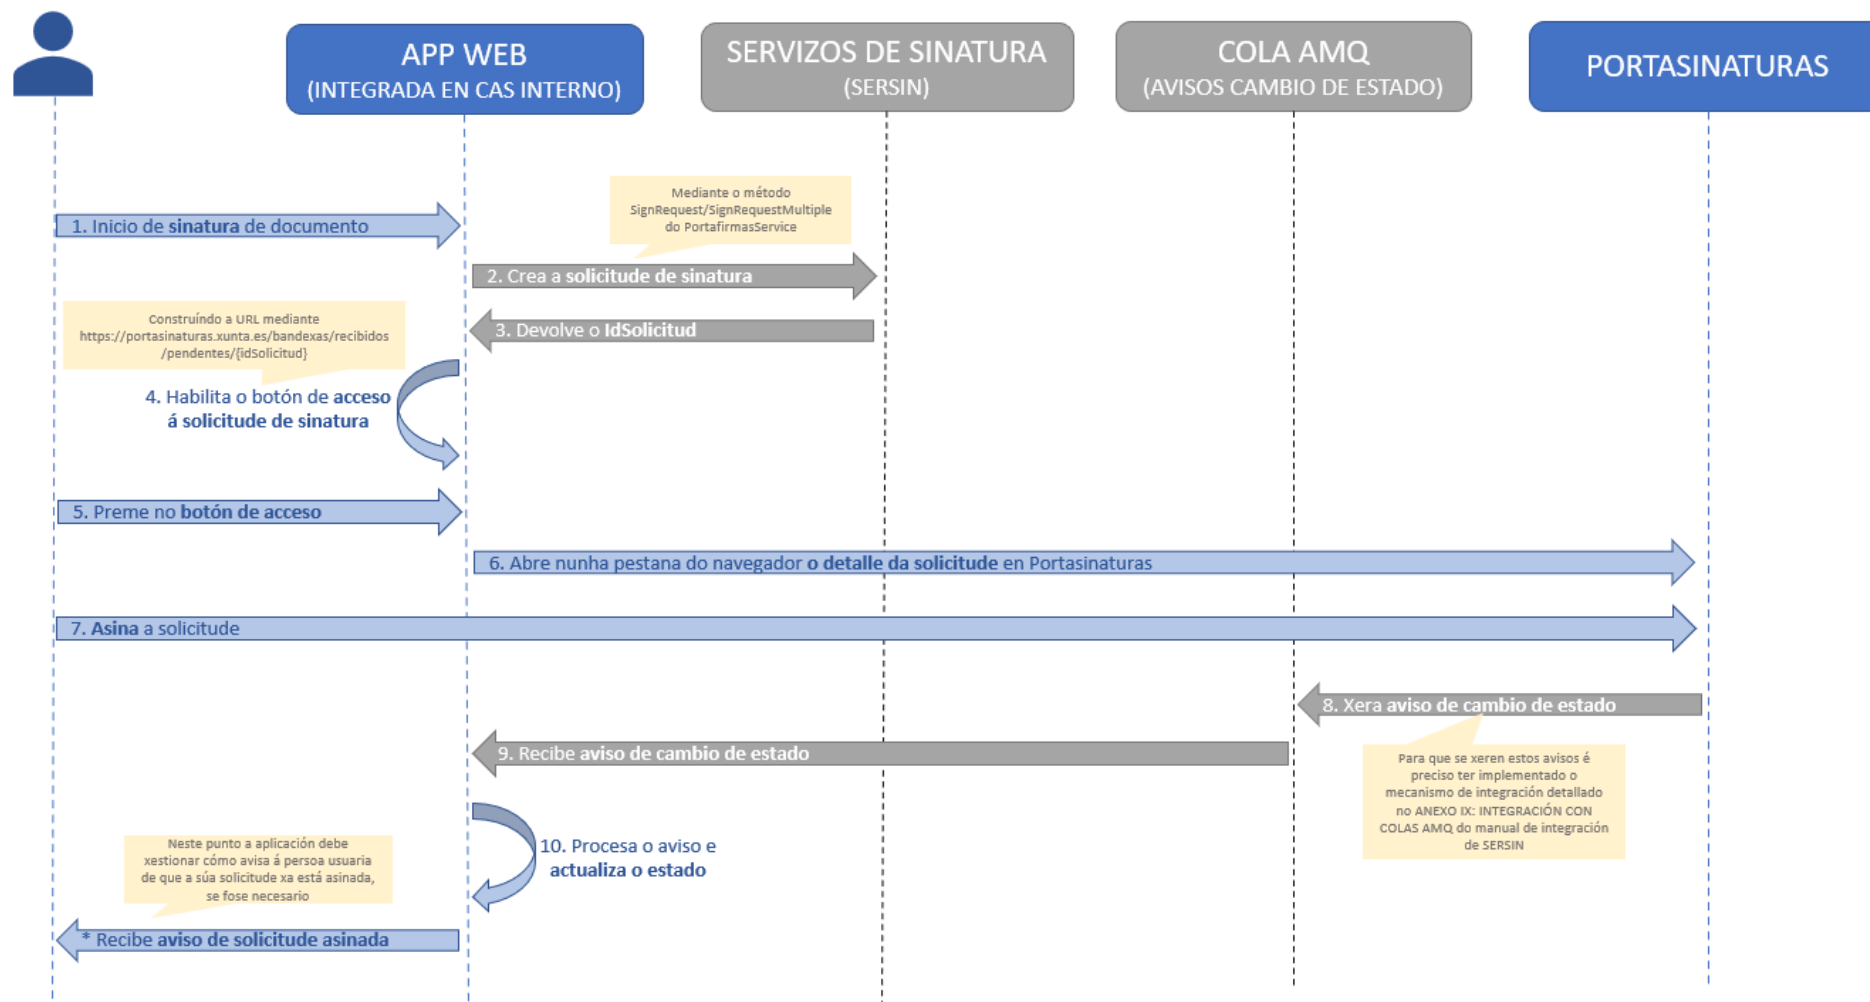 APP WEB
(INTEGRADA EN CAS INTERNO)
SERVIZOS DE SINATURA
(SERSIN)
COLA AMQ
(AVISOS CAMBIO DE ESTADO)
PORTASINATURAS
Mediante o método
SignRequest/SignRequestMultiple
do PortafirmasService
1. Inicio de sinatura de documento
2. Crea a solicitude de sinatura
Construíndo a URL mediante
https://portasinaturas.xunta.es/bandexas/recibidos
/pendentes/{idSolicitud}
3. Devolve o IdSolicitud
4. Habilita o botón de acceso
á solicitude de sinatura
5. Preme no botón de acceso
6. Abre nunha pestana do navegador o detalle da solicitude en Portasinaturas
7. Asina a solicitude
8. Xera aviso de cambio de estado
9. Recibe aviso de cambio de estado
Para que se xeren estos avisos é
preciso ter implementado o
mecanismo de integración detallado
no ANEXO IX: INTEGRACIÓN CON
COLAS AMQ do manual de integración
de SERSIN
10. Procesa o aviso e
actualiza o estado
Neste punto a aplicación debe
xestionar cómo avisa á persoa usuaria
de que a súa solicitude xa está asinada,
se fose necesario
* Recibe aviso de solicitude asinada